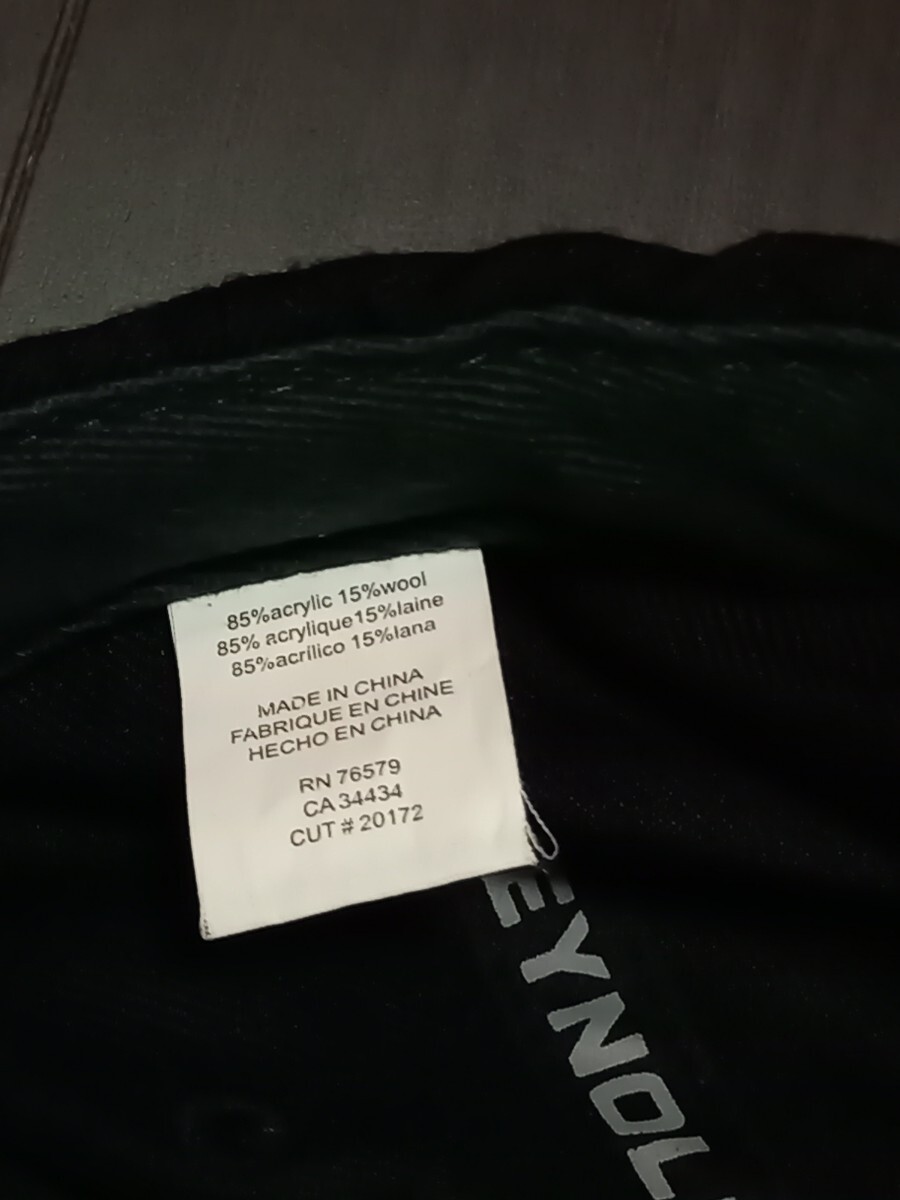 85%acrylic 15%wool
85% acrylique15%laine
85%acrílico 15%lana
MADE IN CHINA
FABRIQUE EN CHINE
HECHO EN CHINA
RN 76579
CA 34434
CUT # 20172
EYNOL